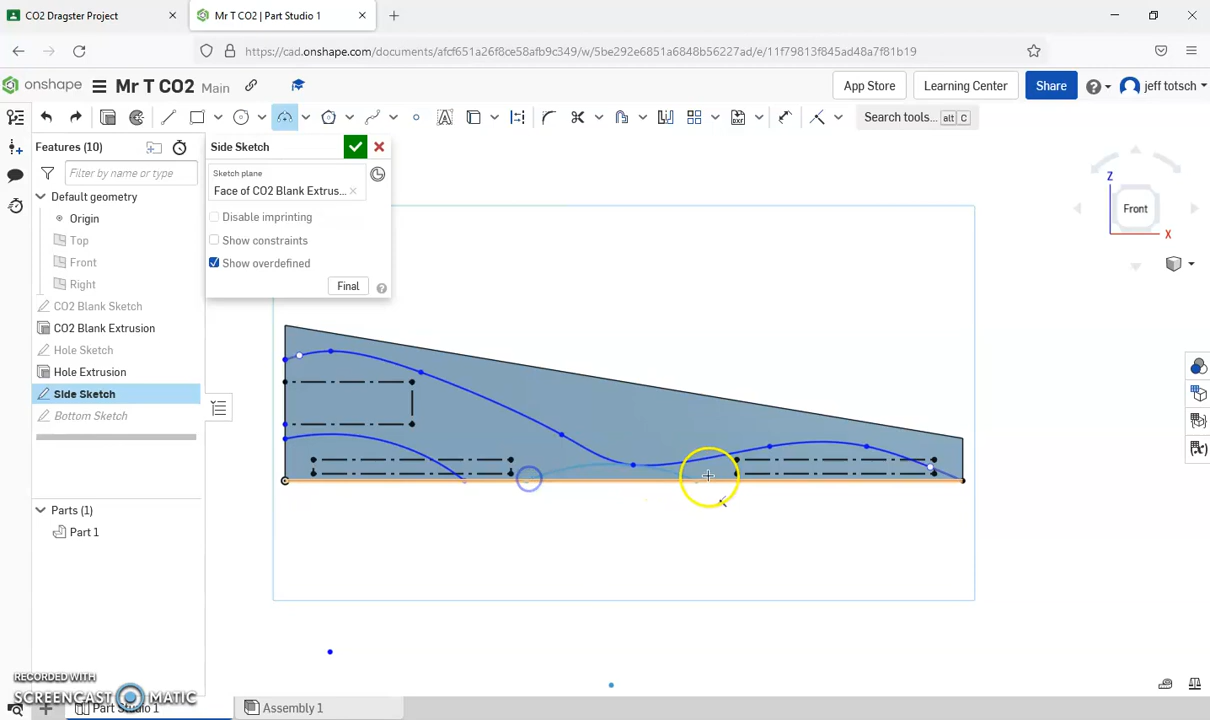 CO2 Dragster Project
Mr T CO2 | Part Studio 1
https://cad.onshape.com/documents/afcf651a26f8ce58afb9c349/w/5be292e6851a6848b56227ad/e/11f79813f845ad48a7f81b19
onshape
Mr T CO2
Main
App Store
Learning Center
Share
jeff totsch
Search tools...
alt
C
Features (10)
Filter by name or type
Default geometry
Origin
Top
Front
Right
CO2 Blank Sketch
CO2 Blank Extrusion
Hole Sketch
Hole Extrusion
Side Sketch
Bottom Sketch
Parts (1)
Part 1
Side Sketch
Sketch plane
Face of CO2 Blank Extrus...
Disable imprinting
Show constraints
Show overdefined
Final
Z
Front
X
RECORDED WITH
SCREENCAST MATIC
Part Studio 1
Assembly 1